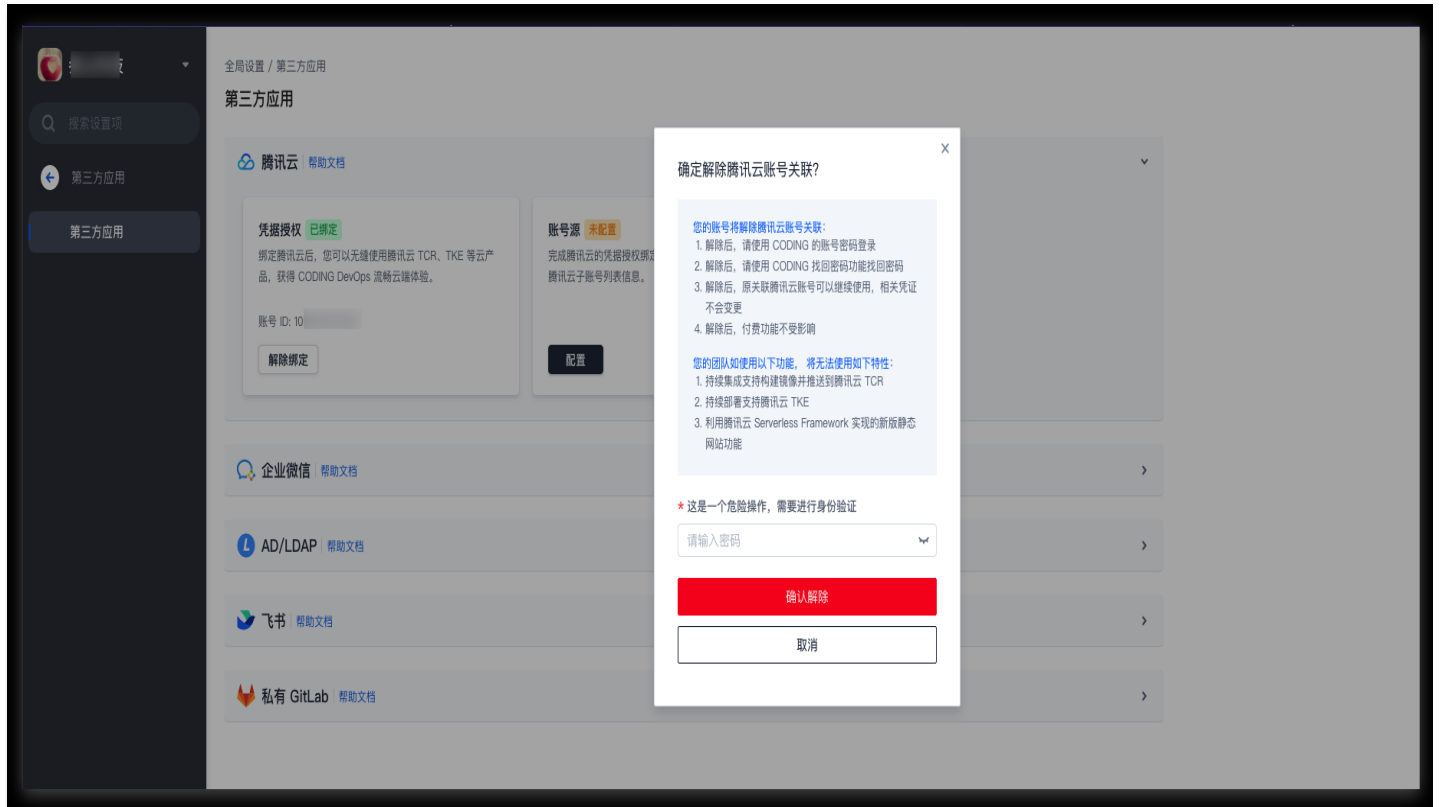 全局设置 / 第三方应用
第三方应用
搜索设置项
第三方应用
第三方应用
腾讯云 帮助文档
凭据授权 已绑定
绑定腾讯云后，您可以无缝使用腾讯云 TCR、TKE 等云产
品，获得 CODING DevOps 流畅云端体验。
账号 ID: 10
解除绑定
账号源 未配置
完成腾讯云的凭据授权绑定
腾讯云子账号列表信息。
配置
企业微信 帮助文档
AD/LDAP 帮助文档
飞书 帮助文档
私有 GitLab 帮助文档
X
确定解除腾讯云账号关联?
您的账号将解除腾讯云账号关联：
1. 解除后，请使用 CODING 的账号密码登录
2. 解除后，请使用 CODING 找回密码功能找回密码
3. 解除后，原关联腾讯云账号可以继续使用，相关凭证
不会变更
4. 解除后，付费功能不受影响
您的团队如使用以下功能， 将无法使用如下特性：
1. 持续集成支持构建镜像并推送到腾讯云 TCR
2. 持续部署支持腾讯云 TKE
3. 利用腾讯云 Serverless Framework 实现的新版静态
网站功能
* 这是一个危险操作，需要进行身份验证
请输入密码
确认解除
取消